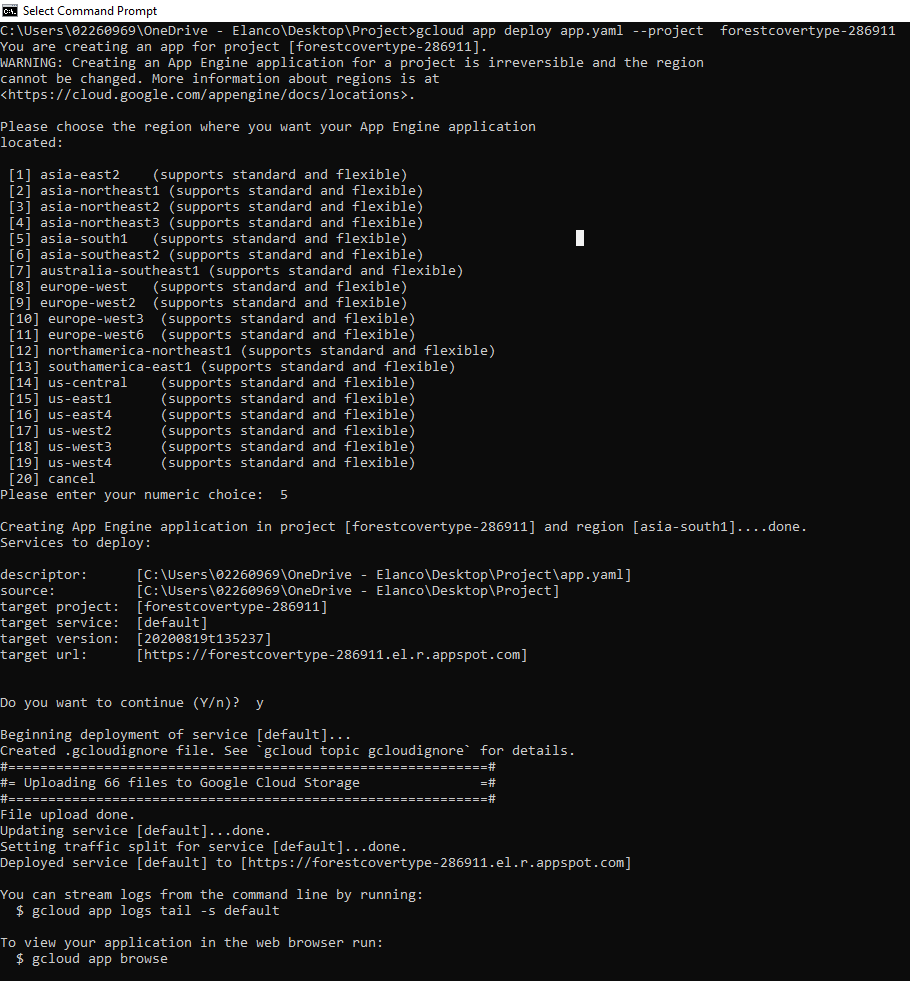 Select Command Prompt
C:\Users\02260969\OneDrive - Elanco\Desktop\Project>gcloud app deploy app.yaml --project  forestcovertype-286911
You are creating an app for project [forestcovertype-286911].
WARNING: Creating an App Engine application for a project is irreversible and the region
cannot be changed. More information about regions is at
<https://cloud.google.com/appengine/docs/locations>.
Please choose the region where you want your App Engine application
located:
[1] asia-east2    (supports standard and flexible)
[2] asia-northeast1 (supports standard and flexible)
[3] asia-northeast2 (supports standard and flexible)
[4] asia-northeast3 (supports standard and flexible)
[5] asia-south1   (supports standard and flexible)
[6] asia-southeast2 (supports standard and flexible)
[7] australia-southeast1 (supports standard and flexible)
[8] europe-west   (supports standard and flexible)
[9] europe-west2  (supports standard and flexible)
[10] europe-west3  (supports standard and flexible)
[11] europe-west6  (supports standard and flexible)
[12] northamerica-northeast1 (supports standard and flexible)
[13] southamerica-east1 (supports standard and flexible)
[14] us-central    (supports standard and flexible)
[15] us-east1      (supports standard and flexible)
[16] us-east4      (supports standard and flexible)
[17] us-west2      (supports standard and flexible)
[18] us-west3      (supports standard and flexible)
[19] us-west4      (supports standard and flexible)
[20] cancel
Please enter your numeric choice:  5
Creating App Engine application in project [forestcovertype-286911] and region [asia-south1]....done.
Services to deploy:
descriptor:      [C:\Users\02260969\OneDrive - Elanco\Desktop\Project\app.yaml]
source:          [C:\Users\02260969\OneDrive - Elanco\Desktop\Project]
target project:  [forestcovertype-286911]
target service:  [default]
target version:  [20200819t135237]
target url:      [https://forestcovertype-286911.el.r.appspot.com]
Do you want to continue (Y/n)?  y
Beginning deployment of service [default]...
Created .gcloudignore file. See `gcloud topic gcloudignore` for details.
#============================================================#
#= Uploading 66 files to Google Cloud Storage               =#
#============================================================#
File upload done.
Updating service [default]...done.
Setting traffic split for service [default]...done.
Deployed service [default] to [https://forestcovertype-286911.el.r.appspot.com]
You can stream logs from the command line by running:
$ gcloud app logs tail -s default
To view your application in the web browser run:
$ gcloud app browse